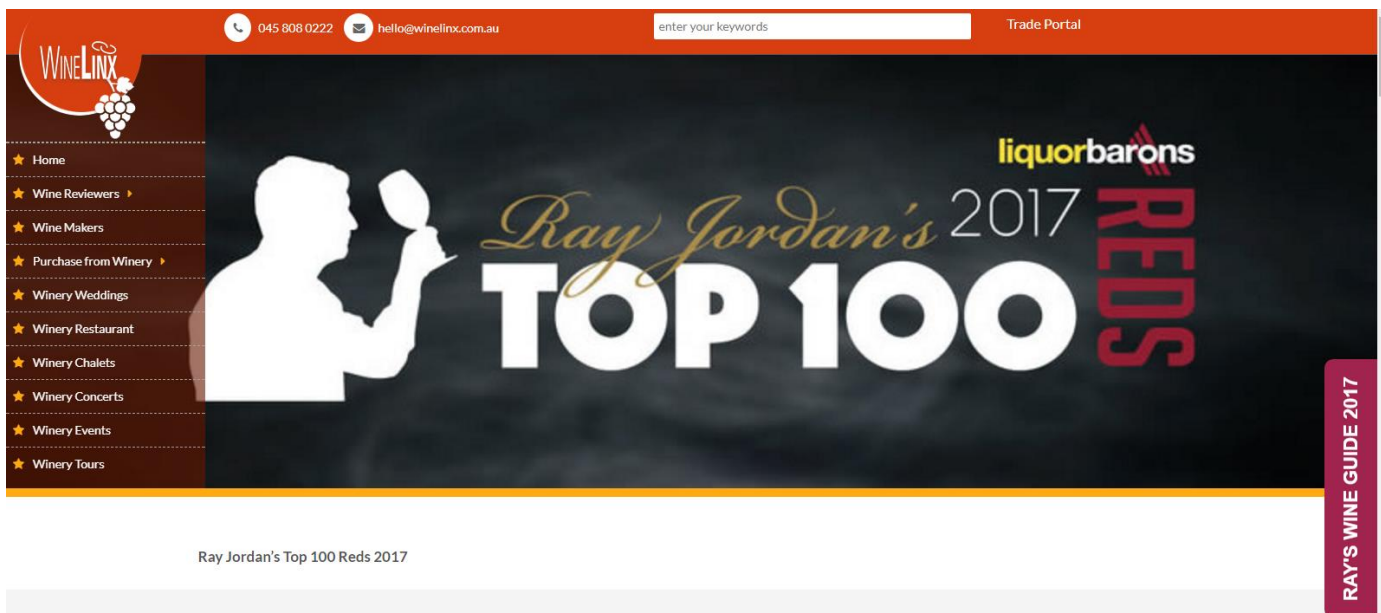 045 808 0222
hello@winelinx.com.au
enter your keywords
Trade Portal
WINELINX
Home
Wine Reviewers
Wine Makers
Purchase from Winery
Winery Weddings
Winery Restaurant
Winery Chalets
Winery Concerts
Winery Events
Winery Tours
liquorbarons
Ray Jordan's 2017
TOP 100
REDS
RAY'S WINE GUIDE 2017
Ray Jordan’s Top 100 Reds 2017